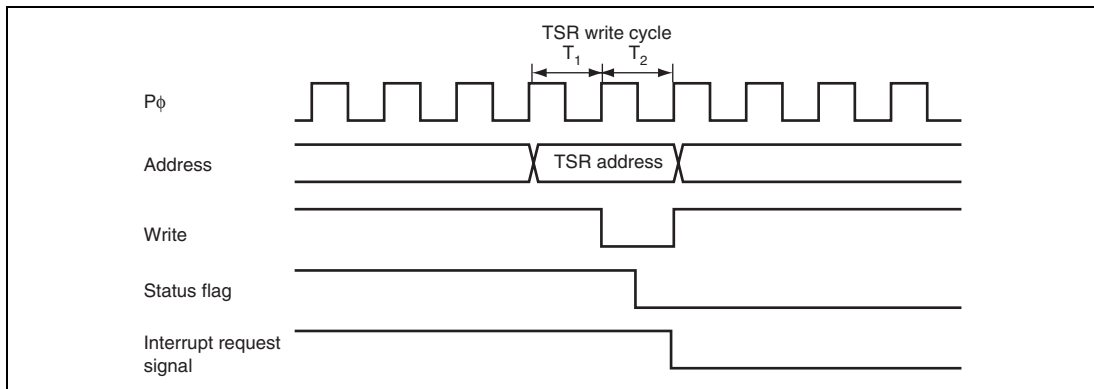 TSR write cycle
T1 T2
Pϕ
Address
TSR address
Write
Status flag
Interrupt request
signal